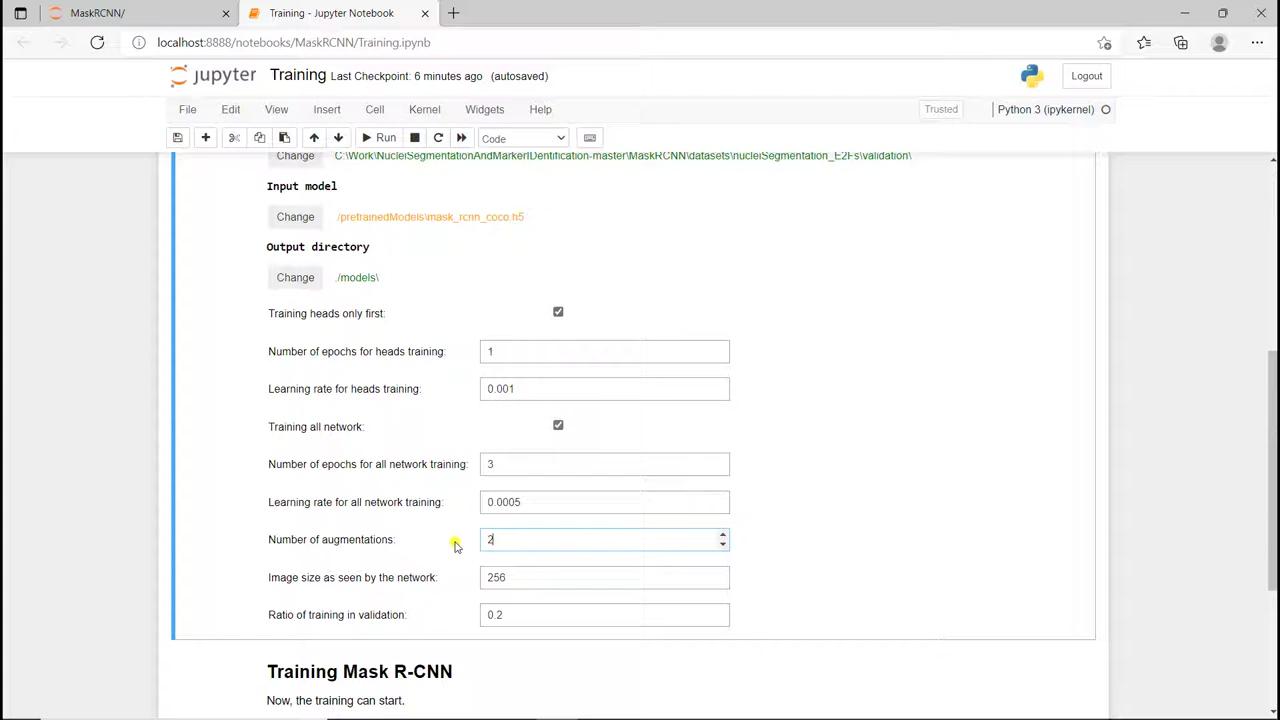 MaskRCNN/
Training - Jupyter Notebook
localhost:8888/notebooks/MaskRCNN/Training.ipynb
jupyter Training Last Checkpoint: 6 minutes ago (autosaved)
Logout
File Edit View Insert Cell Kernel Widgets Help
Trusted
Python 3 (ipykernel)
Run
Code
Change C:\Work\NucleiSegmentationAndMarkerIDentification-master\MaskRCNN\datasets\nucleiSegmentation_E2Fs\validation\
Input model
Change ./pretrainedModels\mask_rcnn_coco.h5
Output directory
Change ./models\
Training heads only first:
Number of epochs for heads training: 1
Learning rate for heads training: 0.001
Training all network:
Number of epochs for all network training: 3
Learning rate for all network training: 0.0005
Number of augmentations: 2
Image size as seen by the network: 256
Ratio of training in validation: 0.2
Training Mask R-CNN
Now, the training can start.